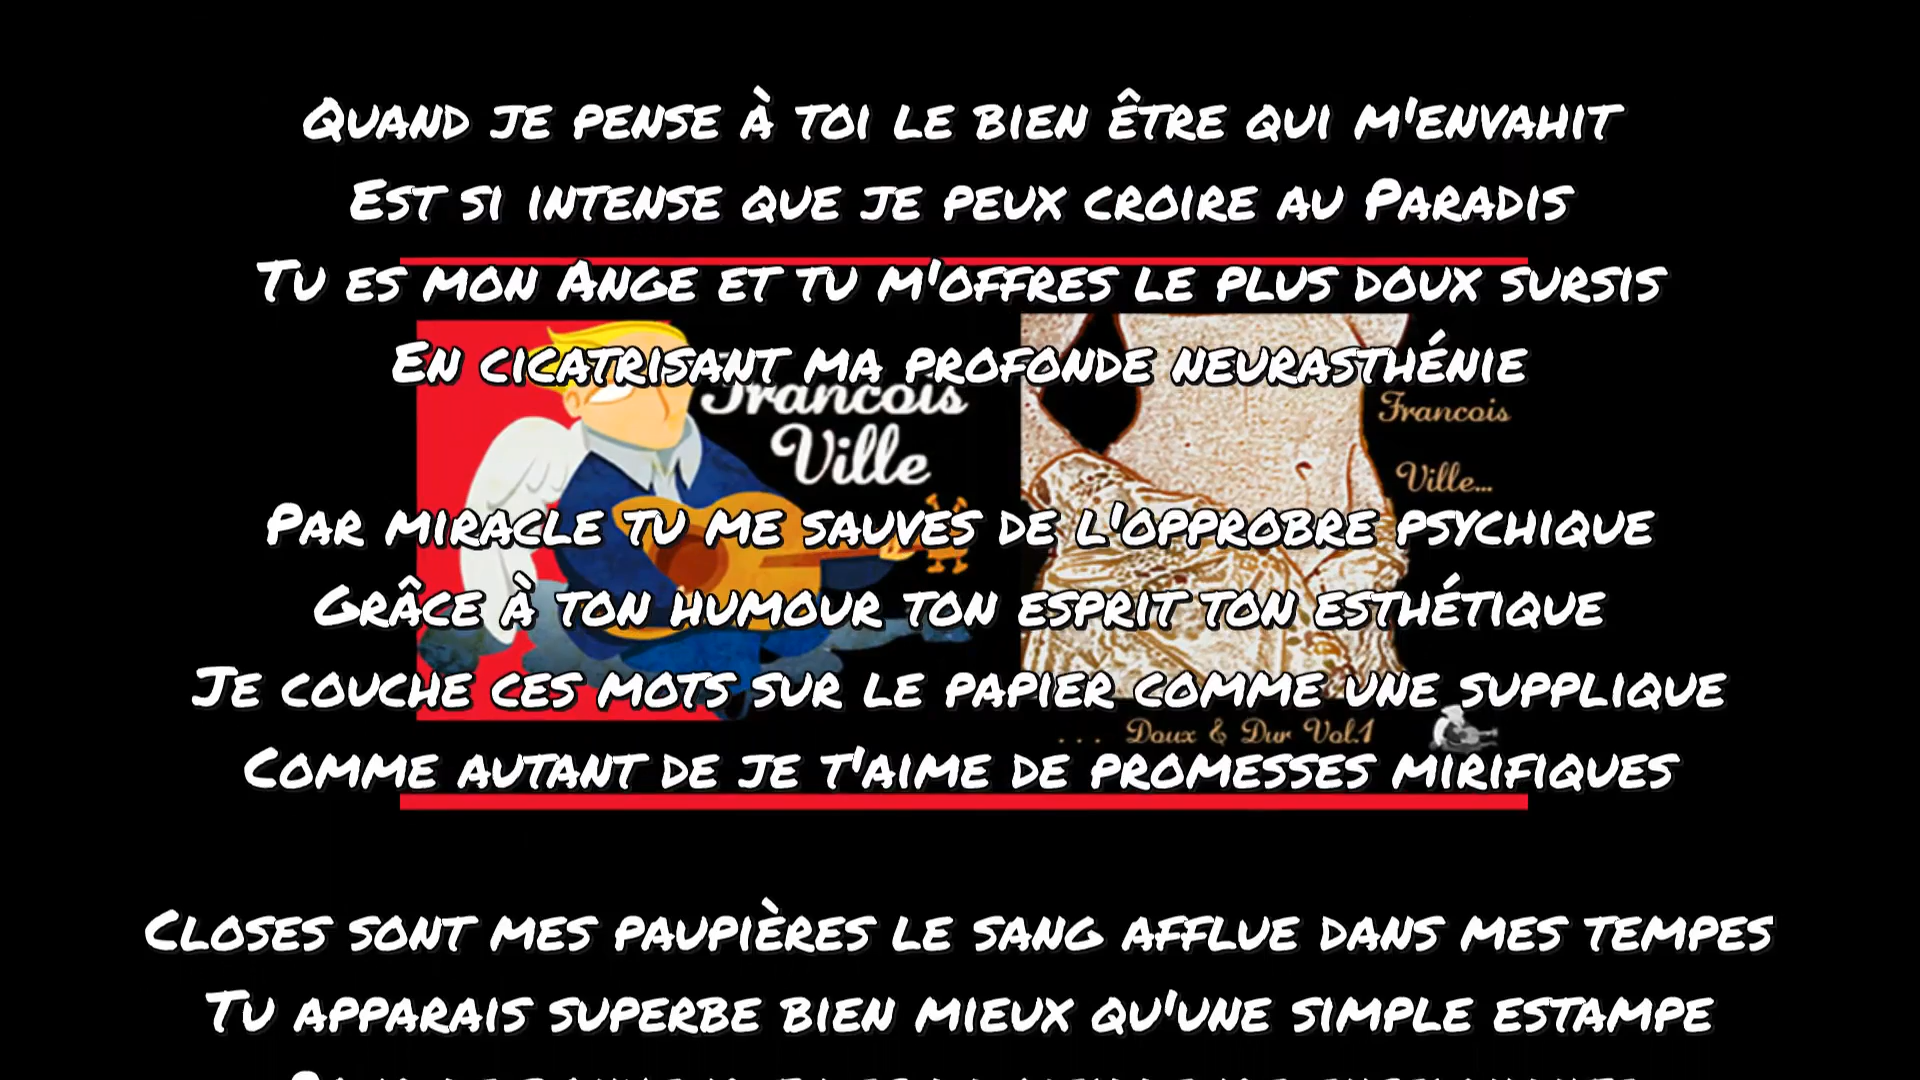 Quand je pense à toi le bien être qui m'envahit
Est si intense que je peux croire au Paradis
Tu es mon Ange et tu m'offres le plus doux sursis
En cicatrisant ma profonde neurasthénie
Francois
Ville
Francois
Ville...
Par miracle tu me sauves de l'opprobre psychique
Grâce à ton humour ton esprit ton esthétique
Je couche ces mots sur le papier comme une supplique
... Doux & Dur Vol.1
Comme autant de je t'aime de promesses mirifiques
Closes sont mes paupières le sang afflue dans mes tempes
Tu apparais superbe bien mieux qu'une simple estampe